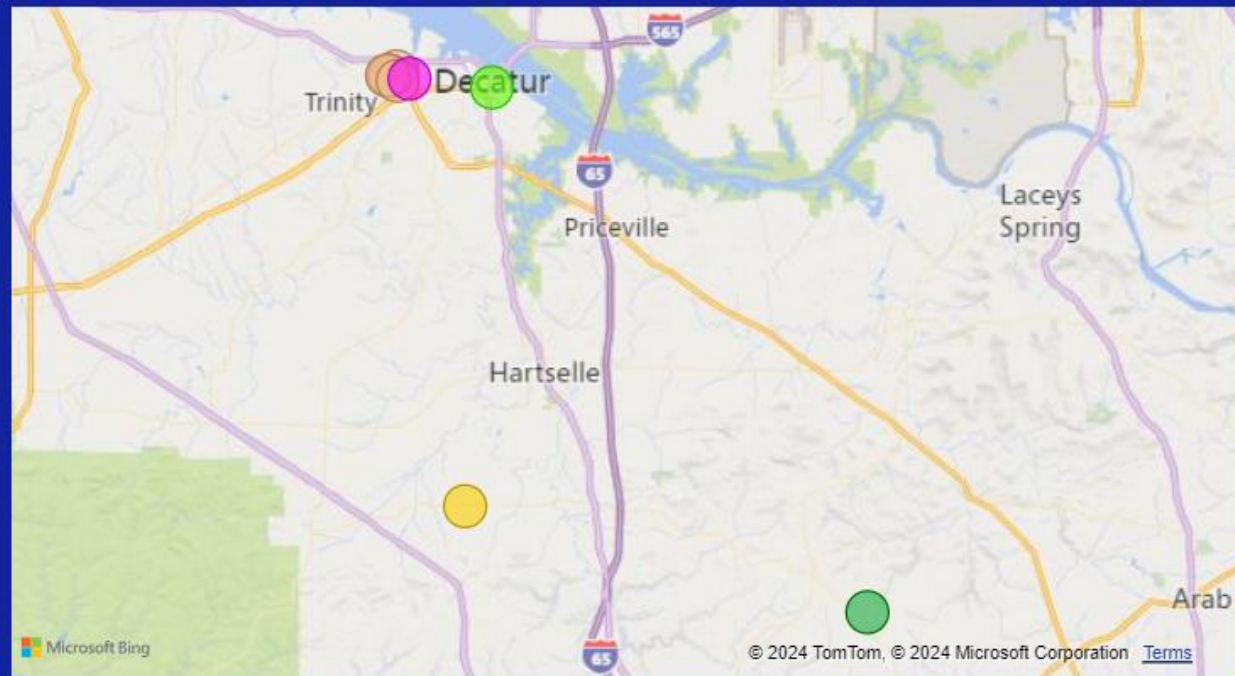 565
Decatur
Trinity
65
Laceys
Spring
Priceville
Hartselle
Arab
65
Microsoft Bing
© 2024 TomTom, © 2024 Microsoft Corporation Terms